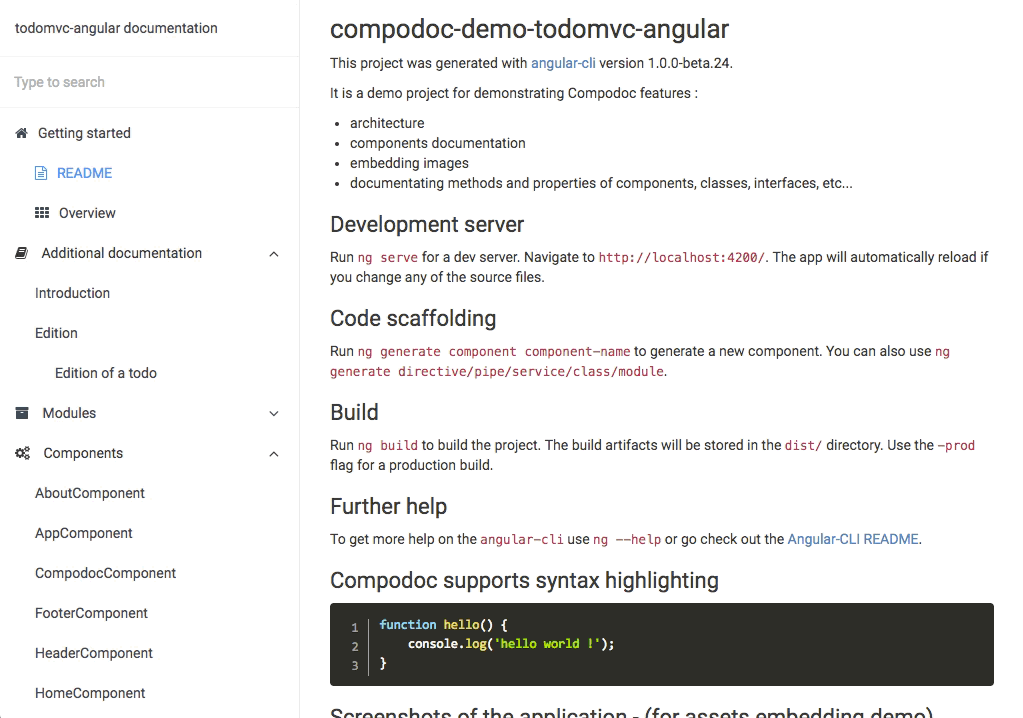 todomvc-angular documentation
Type to search
Getting started
README
Overview
Additional documentation
Introduction
Edition
Edition of a todo
Modules
Components
AboutComponent
AppComponent
CompodocComponent
FooterComponent
HeaderComponent
HomeComponent
compodoc-demo-todomvc-angular
This project was generated with angular-cli version 1.0.0-beta.24.
It is a demo project for demonstrating Compodoc features :
• architecture
• components documentation
• embedding images
• documentating methods and properties of components, classes, interfaces, etc...
Development server
Run ng serve for a dev server. Navigate to http://localhost:4200/. The app will automatically reload if
you change any of the source files.
Code scaffolding
Run ng generate component component-name to generate a new component. You can also use ng
generate directive/pipe/service/class/module.
Build
Run ng build to build the project. The build artifacts will be stored in the dist/ directory. Use the -prod
flag for a production build.
Further help
To get more help on the angular-cli use ng --help or go check out the Angular-CLI README.
Compodoc supports syntax highlighting
1 function hello() {
2     console.log('hello world !');
3 }
Screenshots of the application - (for assets embedding demo)